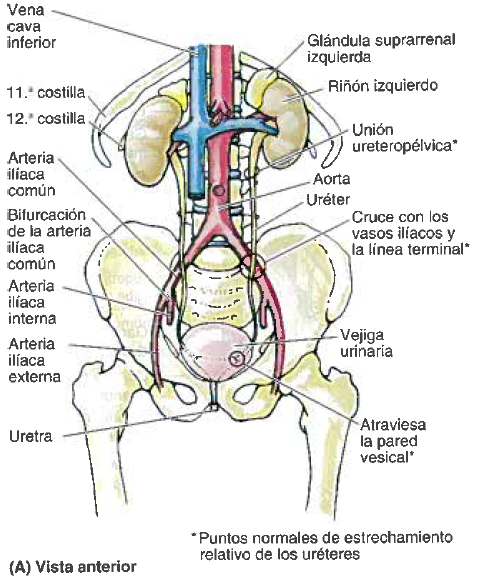 Vena
cava
inferior
11.ª costilla
12.ª costilla
Arteria
ilíaca
común
Bifurcación
de la arteria
ilíaca
común
Arteria
ilíaca
interna
Arteria
ilíaca
externa
Uretra
Glándula suprarrenal
izquierda
Riñón izquierdo
Unión
ureteropélvica*
Aorta
Uréter
Cruce con los
vasos ilíacos y
la línea terminal*
Vejiga
urinaria
Atraviesa
la pared
vesical*
*Puntos normales de estrechamiento
relativo de los uréteres
(A) Vista anterior